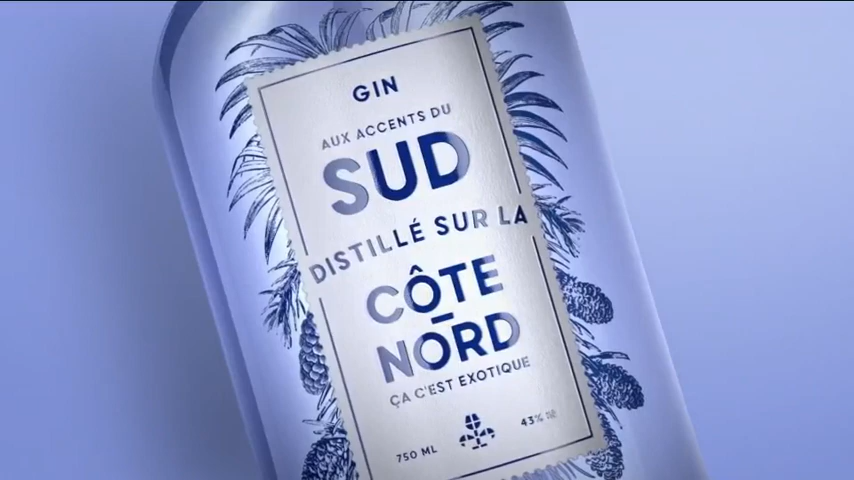 GIN
AUX ACCENTS DU
SUD
DISTILLÉ SUR LA
CÔTE
-
NORD
ÇA C'EST EXOTIQUE
750 ML
43%